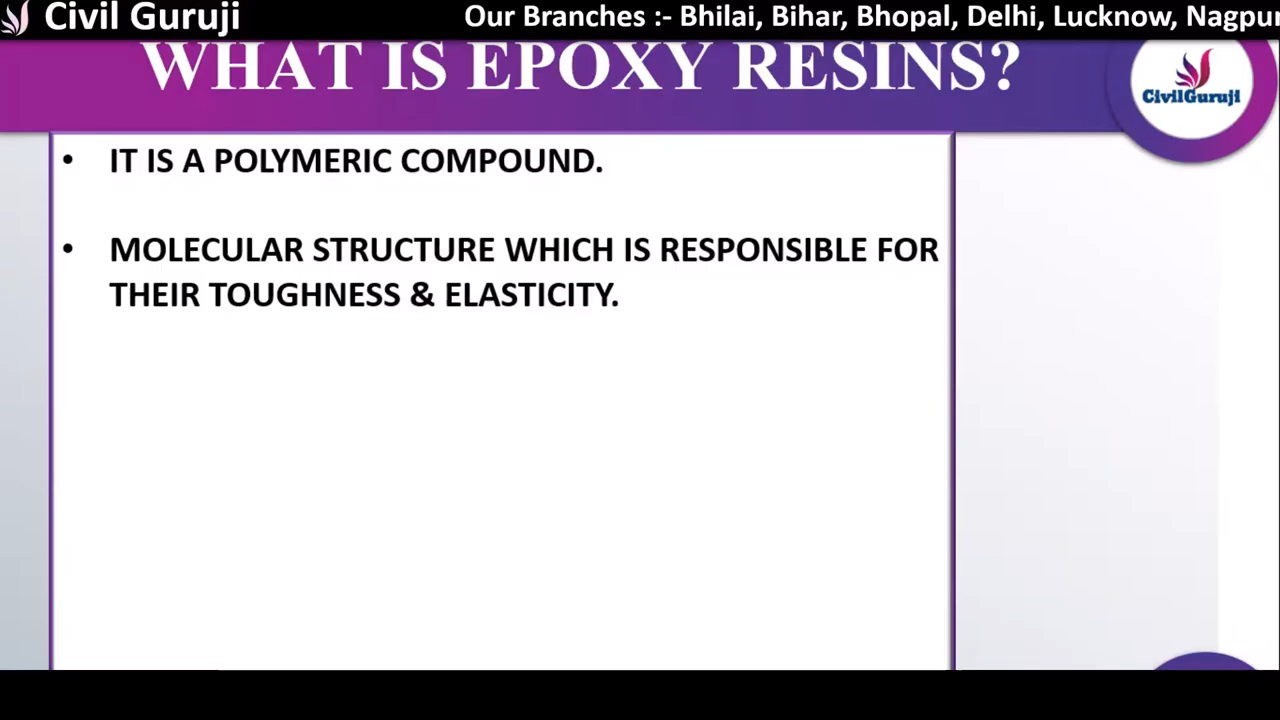 Civil Guruji
Our Branches :- Bhilai, Bihar, Bhopal, Delhi, Lucknow, Nagpur
WHAT IS EPOXY RESINS?
CivilGuruji
• IT IS A POLYMERIC COMPOUND.
• MOLECULAR STRUCTURE WHICH IS RESPONSIBLE FOR
THEIR TOUGHNESS & ELASTICITY.